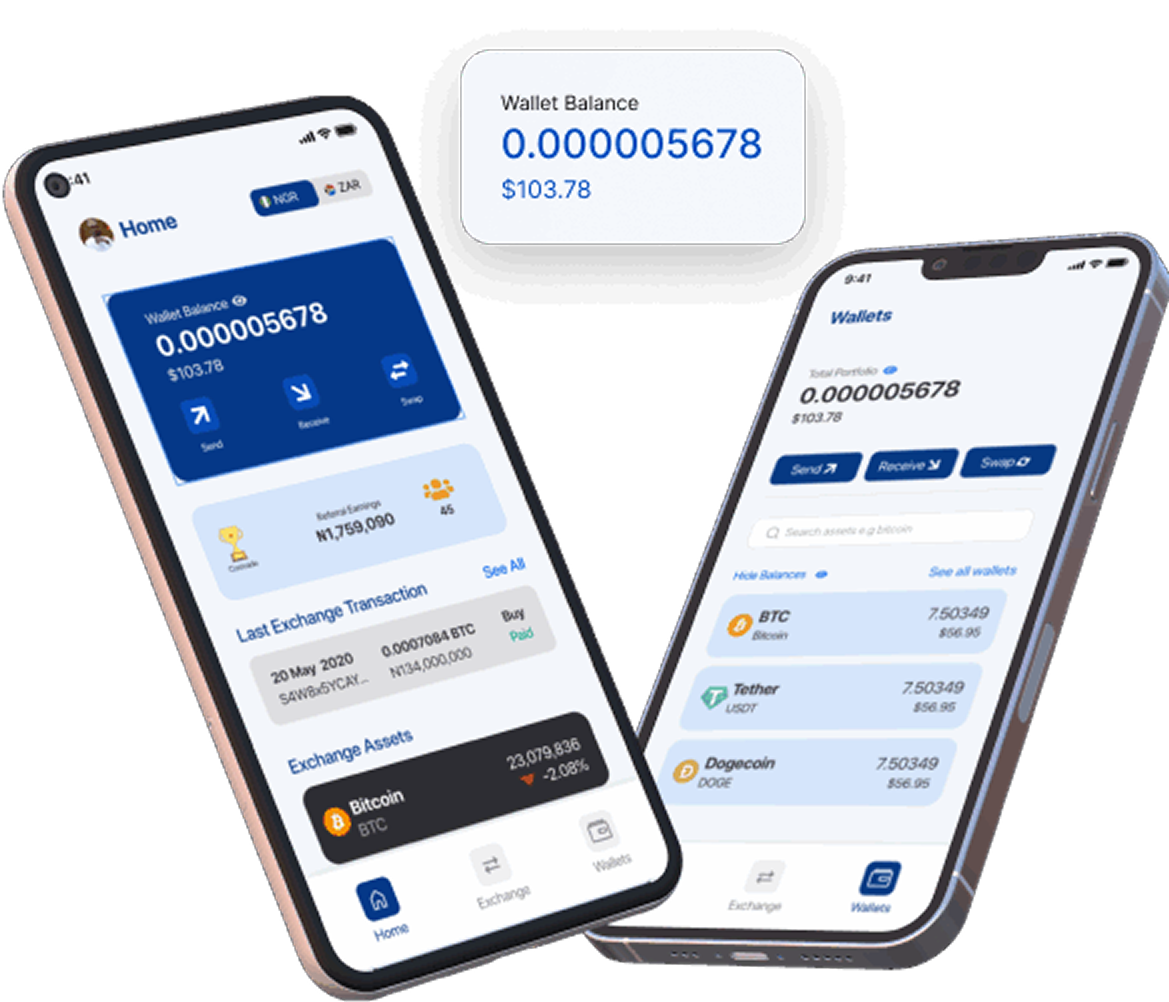 Wallet Balance
0.000005678
$103.78
:41
Home
NGR
ZAR
Wallet Balance
0.000005678
$103.78
Send
Receive
Swap
Referral Earnings
₦1,759,090
45
Last Exchange Transaction
See All
20 May 2020
0.0007084 BTC
Buy
S4W8x5YCAY...
₦134,000,000
Paid
Exchange Assets
Bitcoin
23,079,836
BTC
-2.08%
Home
Exchange
Wallets
9:41
Wallets
Total Portfolio
0.000005678
$103.78
Send
Receive
Swap
Search assets e.g bitcoin
Hide Balances
See all wallets
BTC
7.50349
Bitcoin
$56.95
Tether
7.50349
USDT
$56.95
Dogecoin
7.50349
DOGE
$56.95
Exchange
Wallets